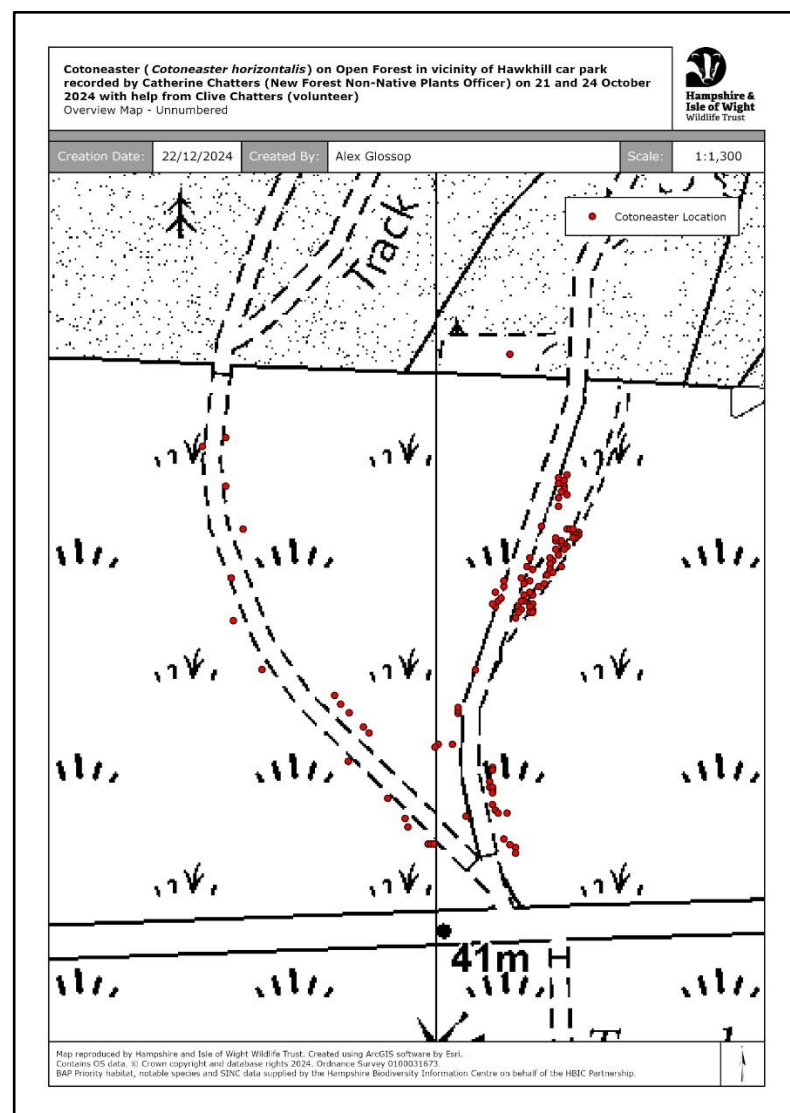 Cotoneaster (Cotoneaster horizontalis) on Open Forest in vicinity of Hawkhill car park
recorded by Catherine Chatters (New Forest Non-Native Plants Officer) on 21 and 24 October
2024 with help from Clive Chatters (volunteer)
Overview Map - Unnumbered
Hampshire &
Isle of Wight
Wildlife Trust
Creation Date: 22/12/2024 Created By: Alex Glossop Scale: 1:1,300
Track
Cotoneaster Location
41m
Map reproduced by Hampshire and Isle of Wight Wildlife Trust. Created using ArcGIS software by Esri.
Contains OS data. © Crown copyright and database rights 2024. Ordnance Survey 0100031673.
BAP Priority habitat, notable species and SINC data supplied by the Hampshire Biodiversity Information Centre on behalf of the HBIC Partnership.